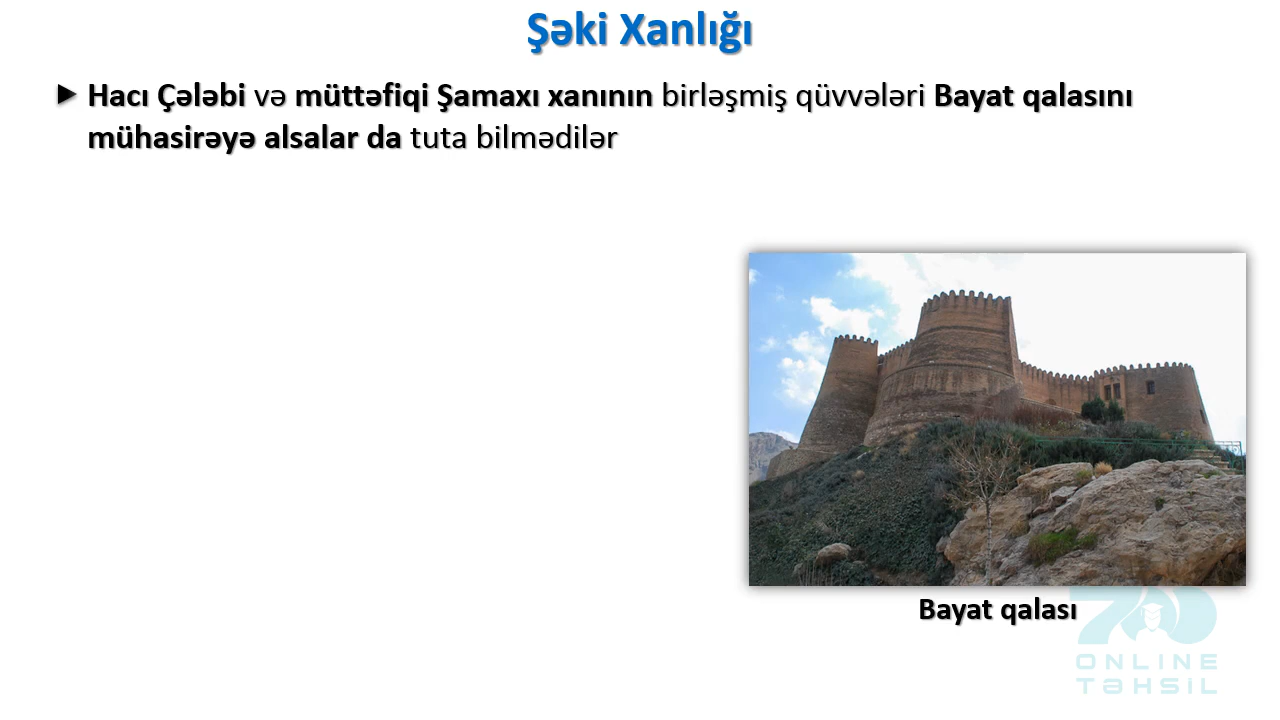 Şəki Xanlığı
Hacı Çələbi və müttəfiqi Şamaxı xanının birləşmiş qüvvələri Bayat qalasını
mühasirəyə alsalar da tuta bilmədilər
Bayat qalası
ONLINE
TƏHSİL